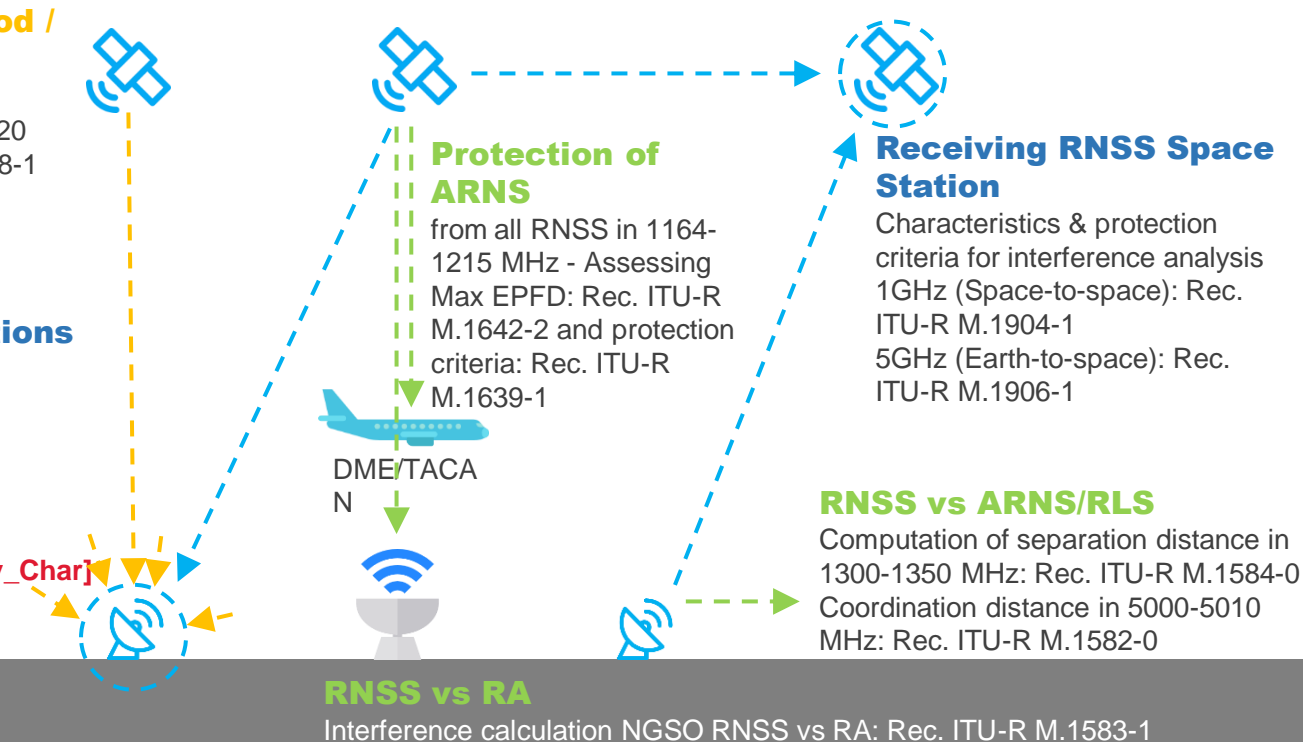 od /
20
8-1
Protection of
ARNS
from all RNSS in 1164-
1215 MHz - Assessing
Max EPFD: Rec. ITU-R
M.1642-2 and protection
criteria: Rec. ITU-R
M.1639-1
Receiving RNSS Space
Station
Characteristics & protection
criteria for interference analysis
1GHz (Space-to-space): Rec.
ITU-R M.1904-1
5GHz (Earth-to-space): Rec.
ITU-R M.1906-1
ions
DME/TACA
N
_Char]
RNSS vs ARNS/RLS
Computation of separation distance in
1300-1350 MHz: Rec. ITU-R M.1584-0
Coordination distance in 5000-5010
MHz: Rec. ITU-R M.1582-0
RNSS vs RA
Interference calculation NGSO RNSS vs RA: Rec. ITU-R M.1583-1